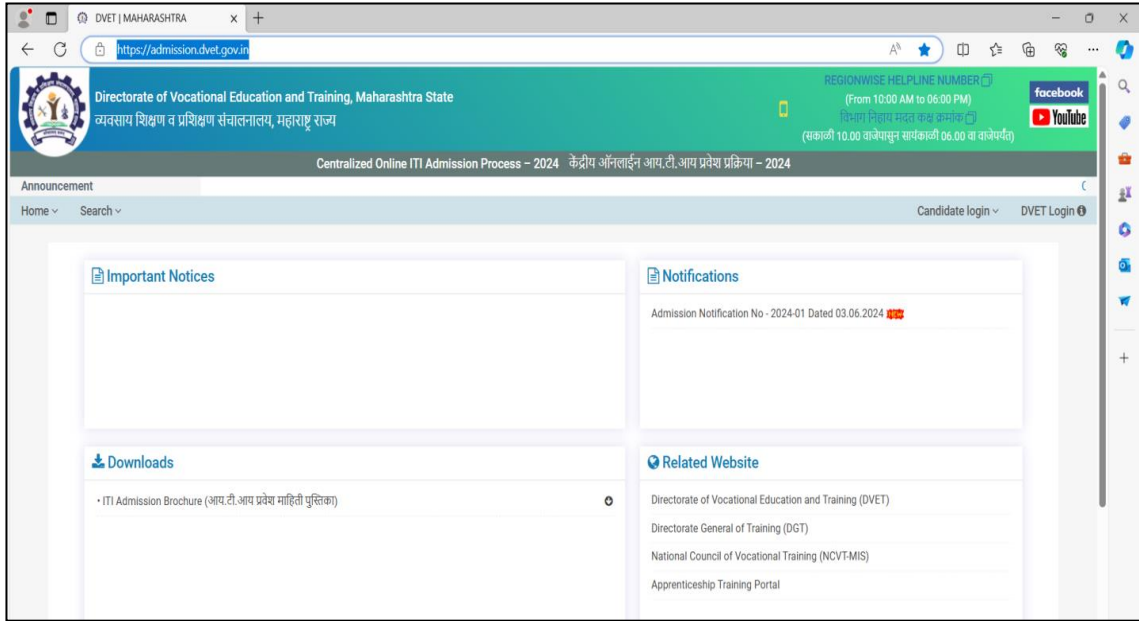 DVET | MAHARASHTRA
https://admission.dvet.gov.in
Directorate of Vocational Education and Training, Maharashtra State
व्यवसाय शिक्षण व प्रशिक्षण संचालनालय, महाराष्ट्र राज्य
REGIONWISE HELPLINE NUMBER
(From 10:00 AM to 06:00 PM)
विभाग निहाय मदत कक्ष क्रमांक
(सकाळी 10.00 वाजेपासुन सायंकाळी 06.00 वा वाजेपर्यंत)
facebook
YouTube
Centralized Online ITI Admission Process – 2024 केंद्रीय ऑनलाईन आय.टी.आय प्रवेश प्रक्रिया – 2024
Announcement
Home Search Candidate login DVET Login
Important Notices
Notifications
Admission Notification No - 2024-01 Dated 03.06.2024
Downloads
• ITI Admission Brochure (आय.टी.आय प्रवेश माहिती पुस्तिका)
Related Website
Directorate of Vocational Education and Training (DVET)
Directorate General of Training (DGT)
National Council of Vocational Training (NCVT-MIS)
Apprenticeship Training Portal